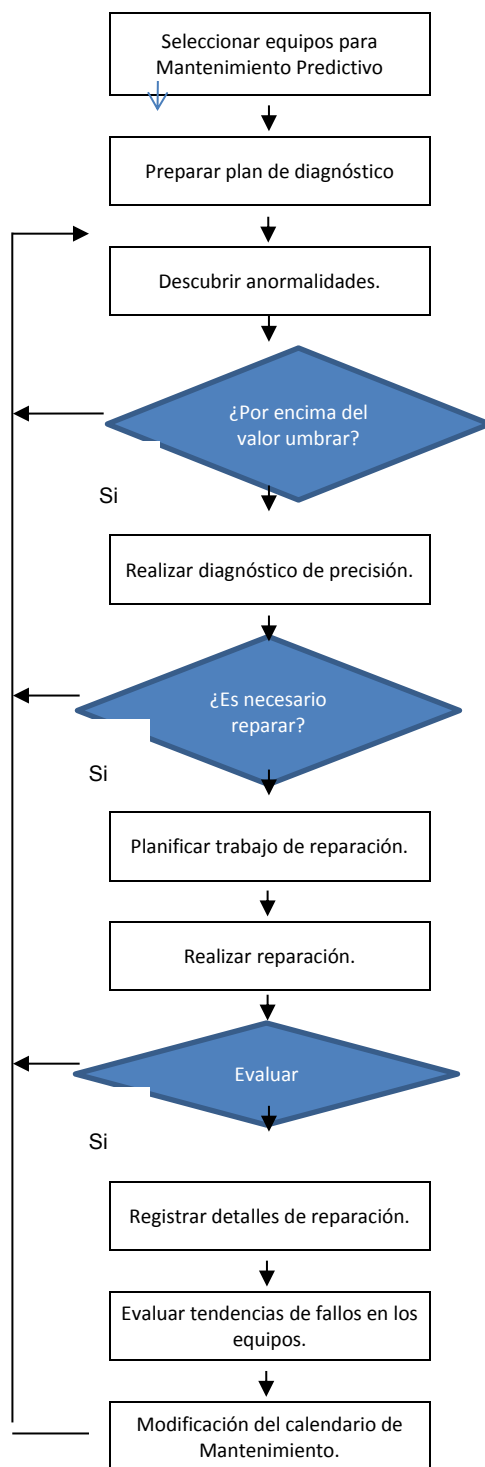 Seleccionar equipos para
Mantenimiento Predictivo
Preparar plan de diagnóstico
Descubrir anormalidades.
¿Por encima del
valor umbrar?
Si
Realizar diagnóstico de precisión.
¿Es necesario
reparar?
Si
Planificar trabajo de reparación.
Realizar reparación.
Evaluar
Si
Registrar detalles de reparación.
Evaluar tendencias de fallos en los
equipos.
Modificación del calendario de
Mantenimiento.